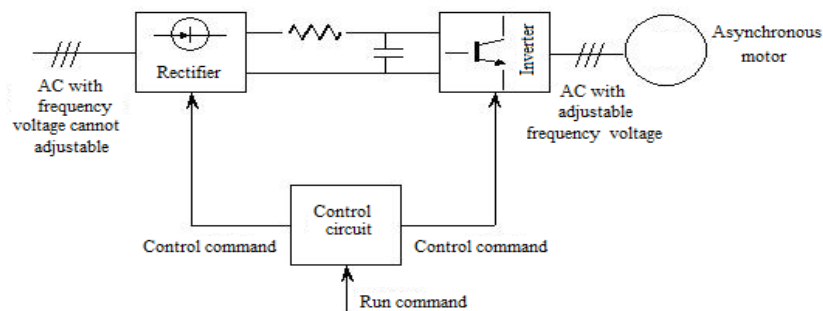 Rectifier
Inverter
Asynchronous
motor
AC with
frequency
voltage cannot
adjustable
AC with
adjustable
frequency voltage
Control
circuit
Control command
Control command
Run command